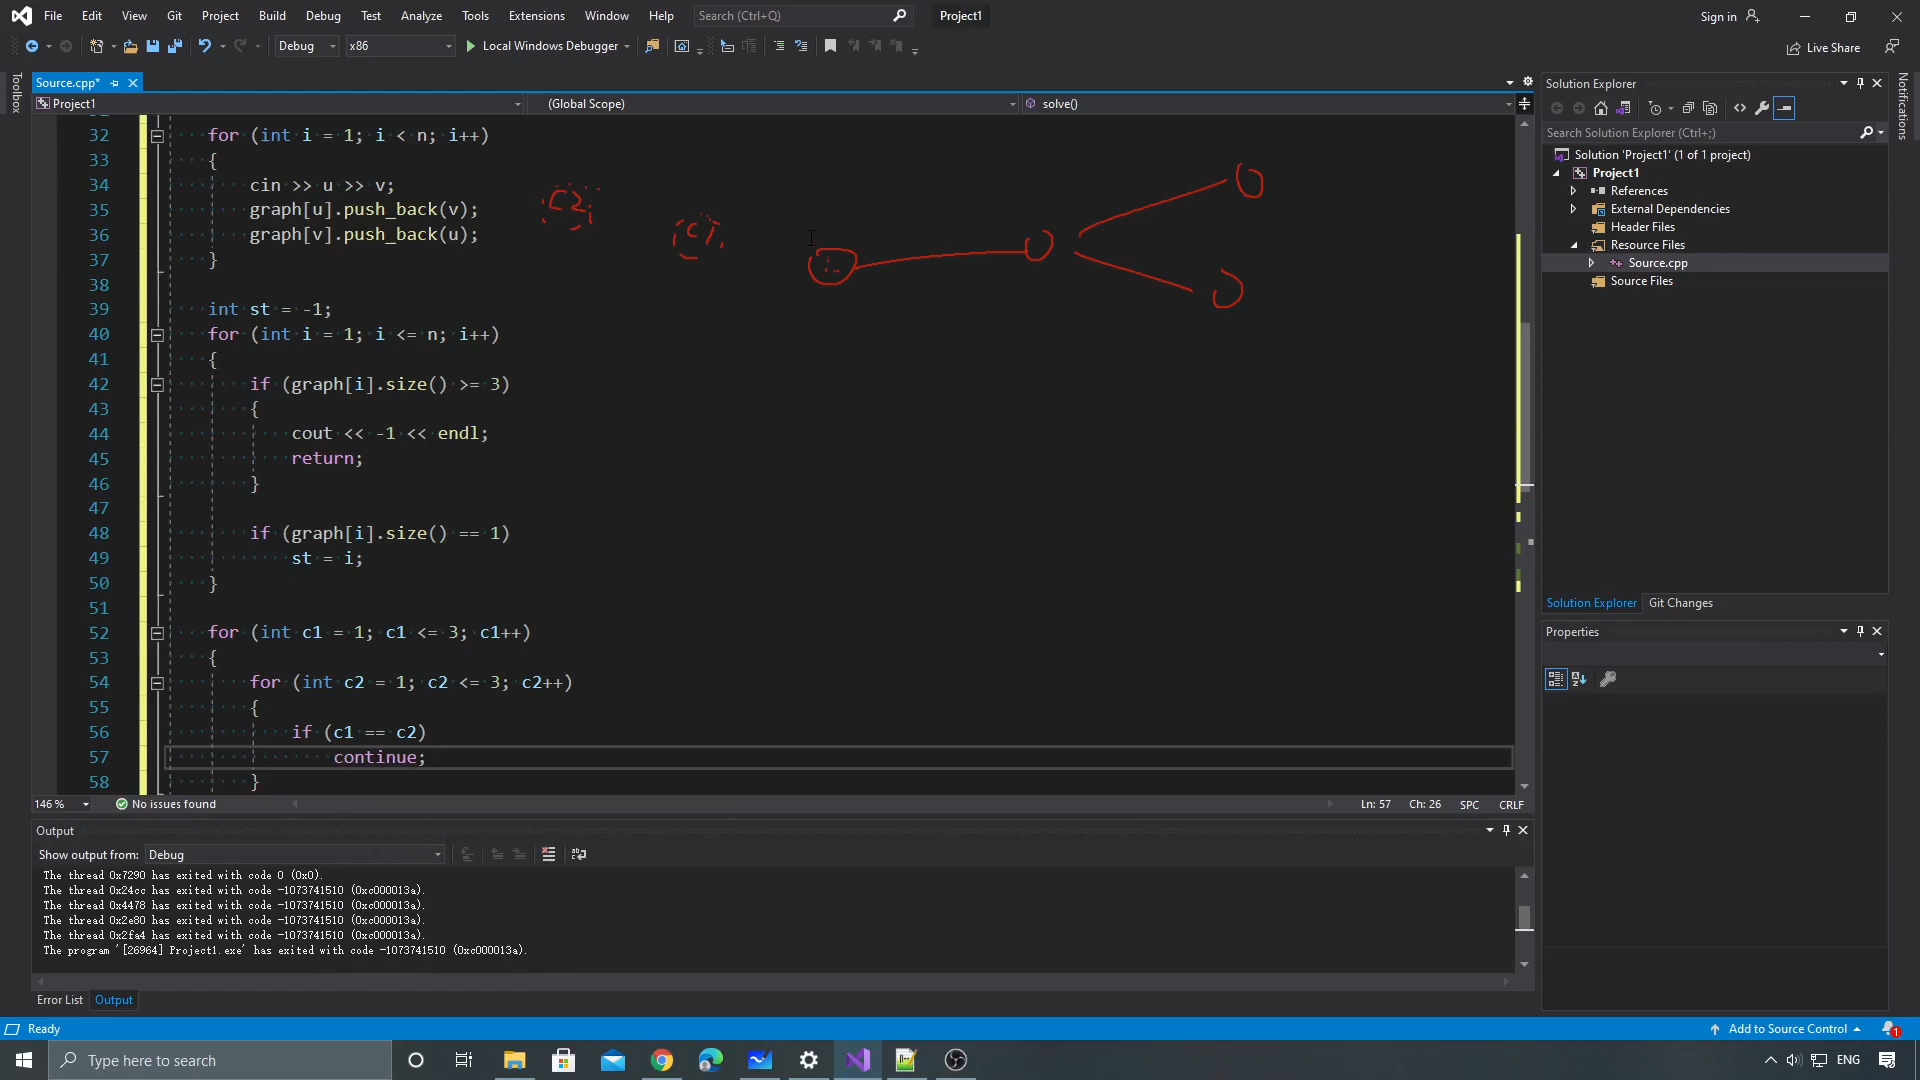 File Edit View Git Project Build Debug Test Analyze Tools Extensions Window Help Search (Ctrl+Q) Project1 Sign in
Debug x86 Local Windows Debugger Live Share
Toolbox
Source.cpp*
Project1 (Global Scope) solve()
32 for (int i = 1; i < n; i++)
33 {
34 cin >> u >> v;
35 graph[u].push_back(v);
36 graph[v].push_back(u);
37 }
38
39 int st = -1;
40 for (int i = 1; i <= n; i++)
41 {
42 if (graph[i].size() >= 3)
43 {
44 cout << -1 << endl;
45 return;
46 }
47
48 if (graph[i].size() == 1)
49 st = i;
50 }
51
52 for (int c1 = 1; c1 <= 3; c1++)
53 {
54 for (int c2 = 1; c2 <= 3; c2++)
55 {
56 if (c1 == c2)
57 continue;
58 }
C2
C1
146 % No issues found Ln: 57 Ch: 26 SPC CRLF
Output
Show output from: Debug
The thread 0x7290 has exited with code 0 (0x0).
The thread 0x24cc has exited with code -1073741510 (0xc000013a).
The thread 0x4478 has exited with code -1073741510 (0xc000013a).
The thread 0x2e80 has exited with code -1073741510 (0xc000013a).
The thread 0x2fa4 has exited with code -1073741510 (0xc000013a).
The program '[26964] Project1.exe' has exited with code -1073741510 (0xc000013a).
Error List Output
Solution Explorer
Search Solution Explorer (Ctrl+;)
Solution 'Project1' (1 of 1 project)
Project1
References
External Dependencies
Header Files
Resource Files
Source.cpp
Source Files
Solution Explorer Git Changes
Properties
Notifications
Ready Add to Source Control 1
Type here to search ENG